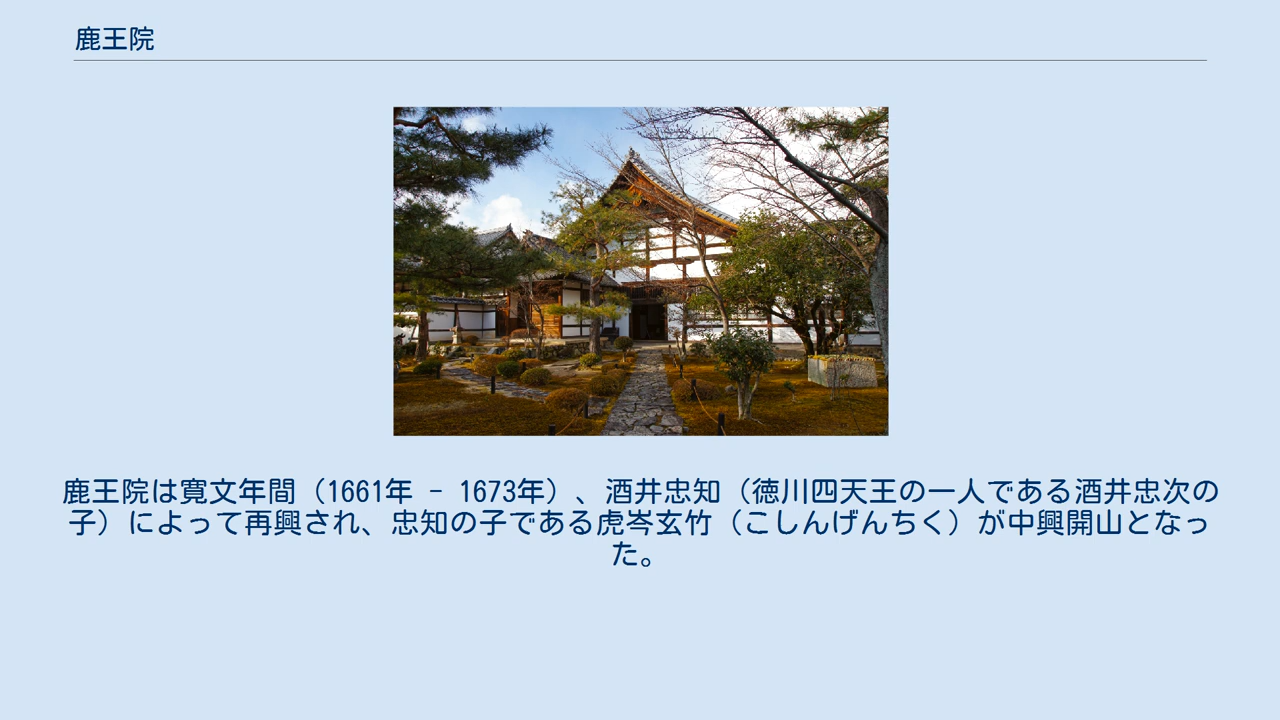 鹿王院
鹿王院は寛文年間（1661年 - 1673年）、酒井忠知（徳川四天王の一人である酒井忠次の
子）によって再興され、忠知の子である虎岑玄竹（こしんげんちく）が中興開山となっ
た。